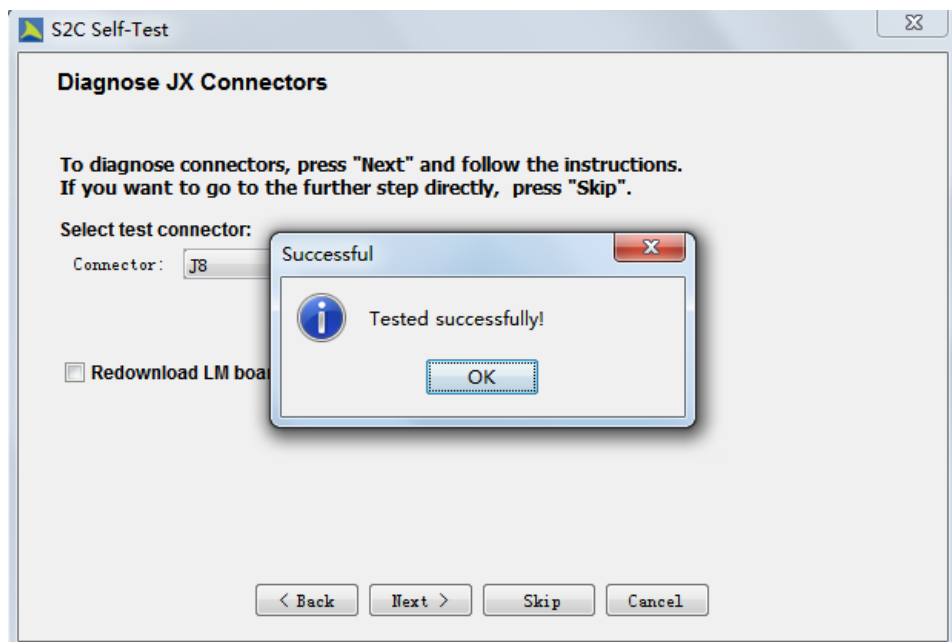 S2C Self-Test
Diagnose JX Connectors
To diagnose connectors, press "Next" and follow the instructions.
If you want to go to the further step directly, press "Skip".
Select test connector:
Connector: J8
Successful
Tested successfully!
OK
Redownload LM boar
< Back Next > Skip Cancel